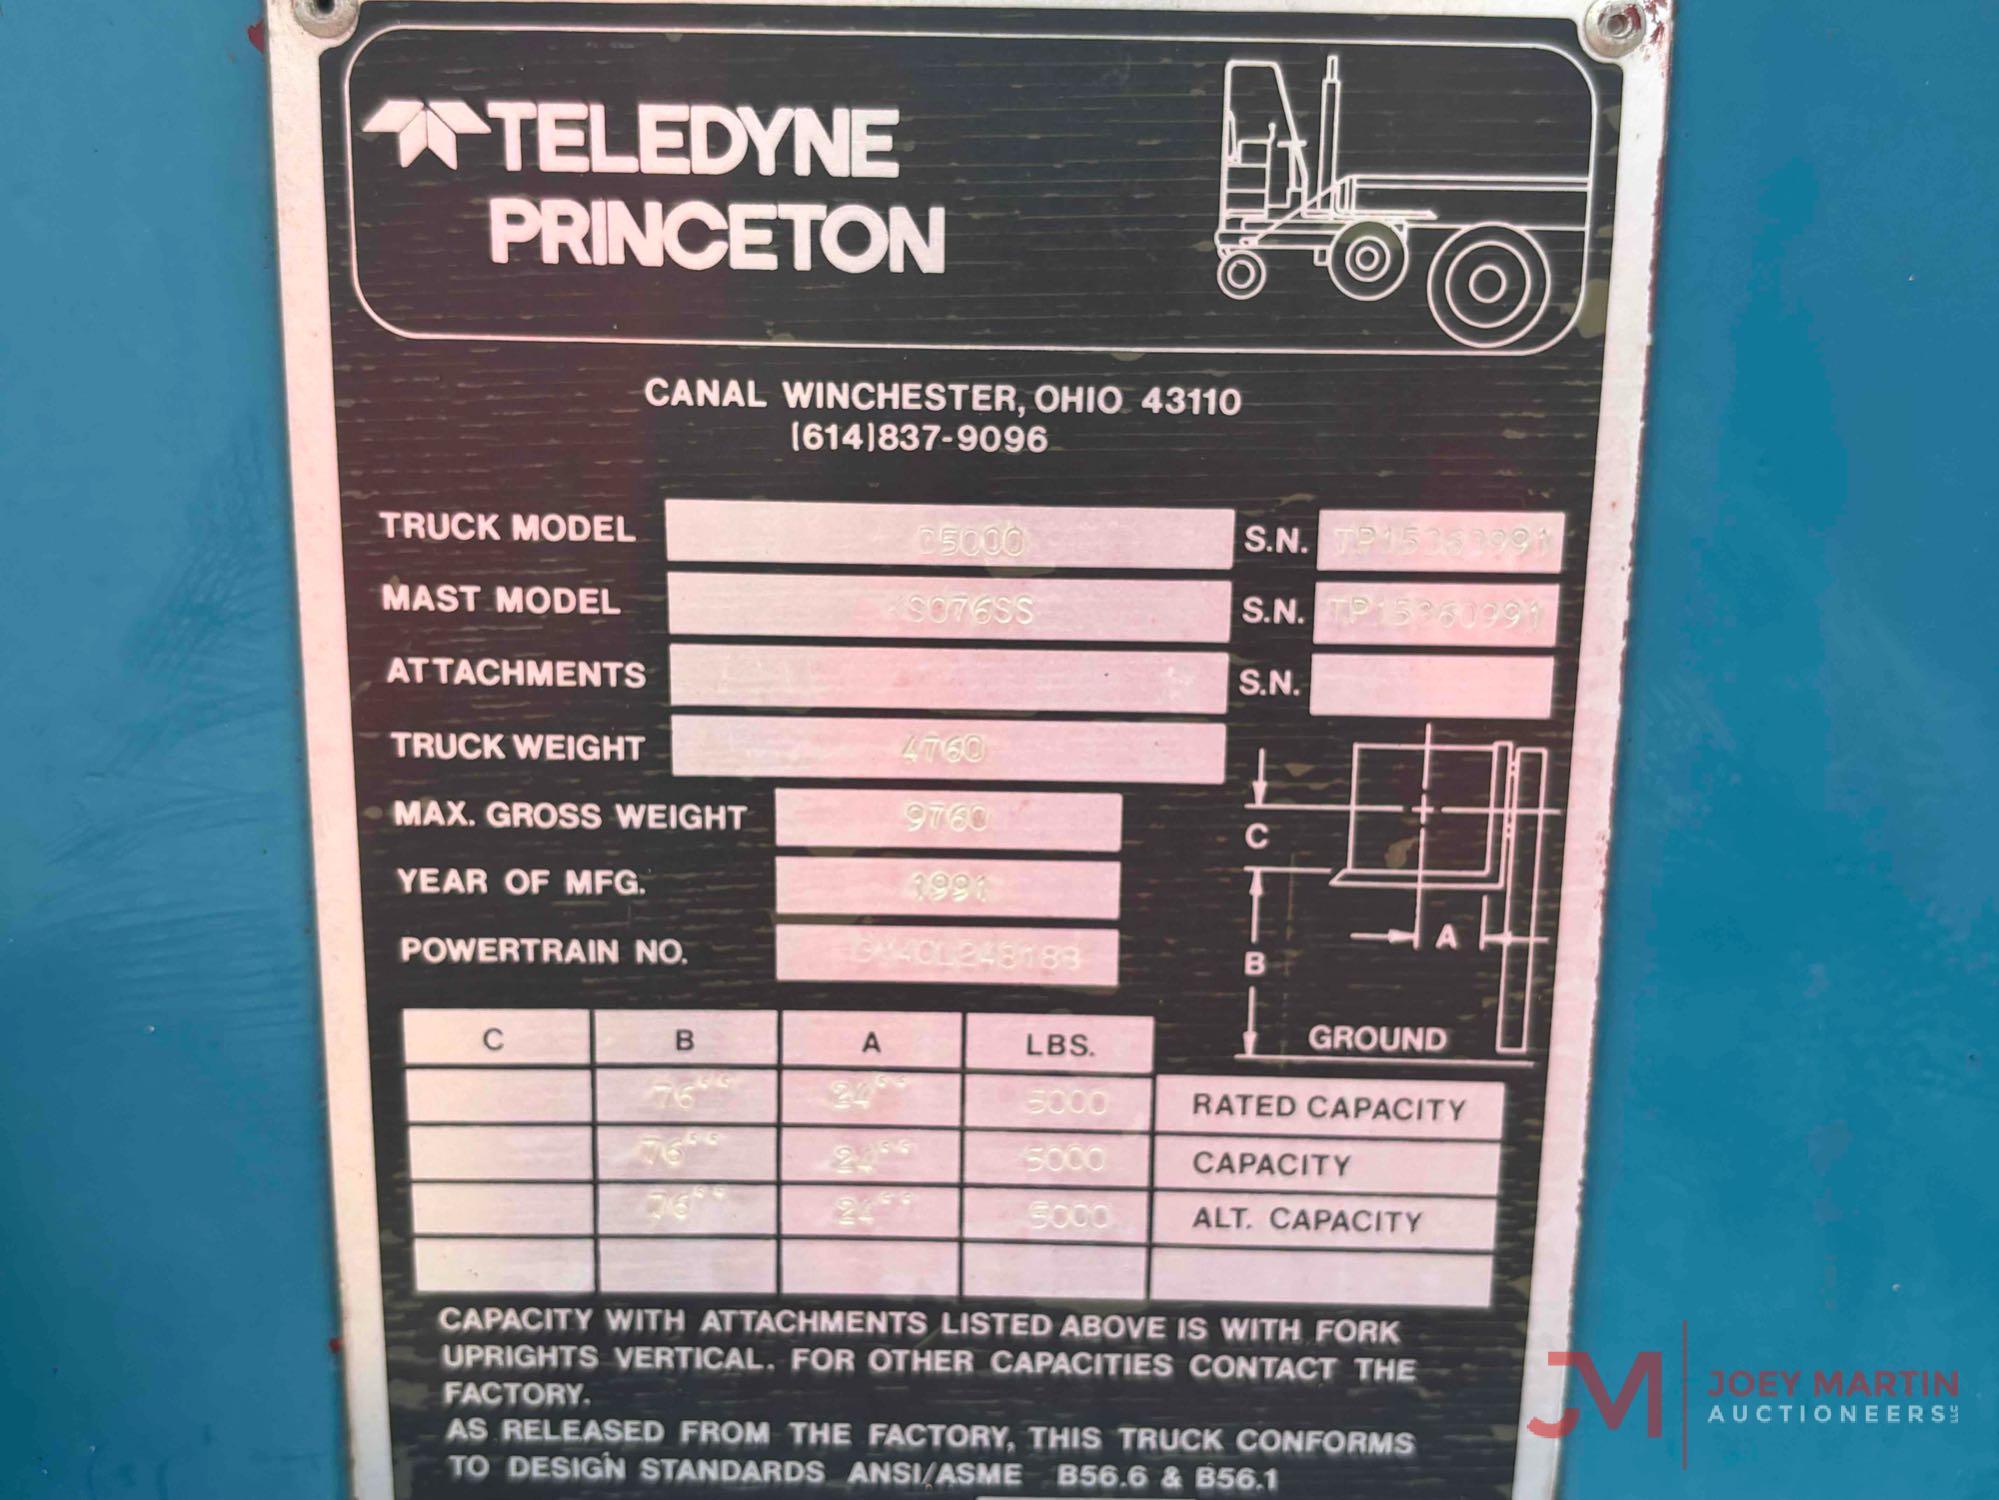 TELEDYNE
PRINCETON
CANAL WINCHESTER, OHIO 43110
(614)837-9096
TRUCK MODEL D5000 S.N.
MAST MODEL S.N.
ATTACHMENTS S.N.
TRUCK WEIGHT 4760
MAX. GROSS WEIGHT 9760
YEAR OF MFG. 1991
POWERTRAIN NO.
C
B
A
GROUND
C B A LBS.
76" 24" 5000 RATED CAPACITY
76" 24" 5000 CAPACITY
76" 24" 5000 ALT. CAPACITY
CAPACITY WITH ATTACHMENTS LISTED ABOVE IS WITH FORK
UPRIGHTS VERTICAL. FOR OTHER CAPACITIES CONTACT THE
FACTORY.
AS RELEASED FROM THE FACTORY, THIS TRUCK CONFORMS
TO DESIGN STANDARDS ANSI/ASME B56.6 & B56.1
JM
JOEY MARTIN
AUCTIONEERS LLC